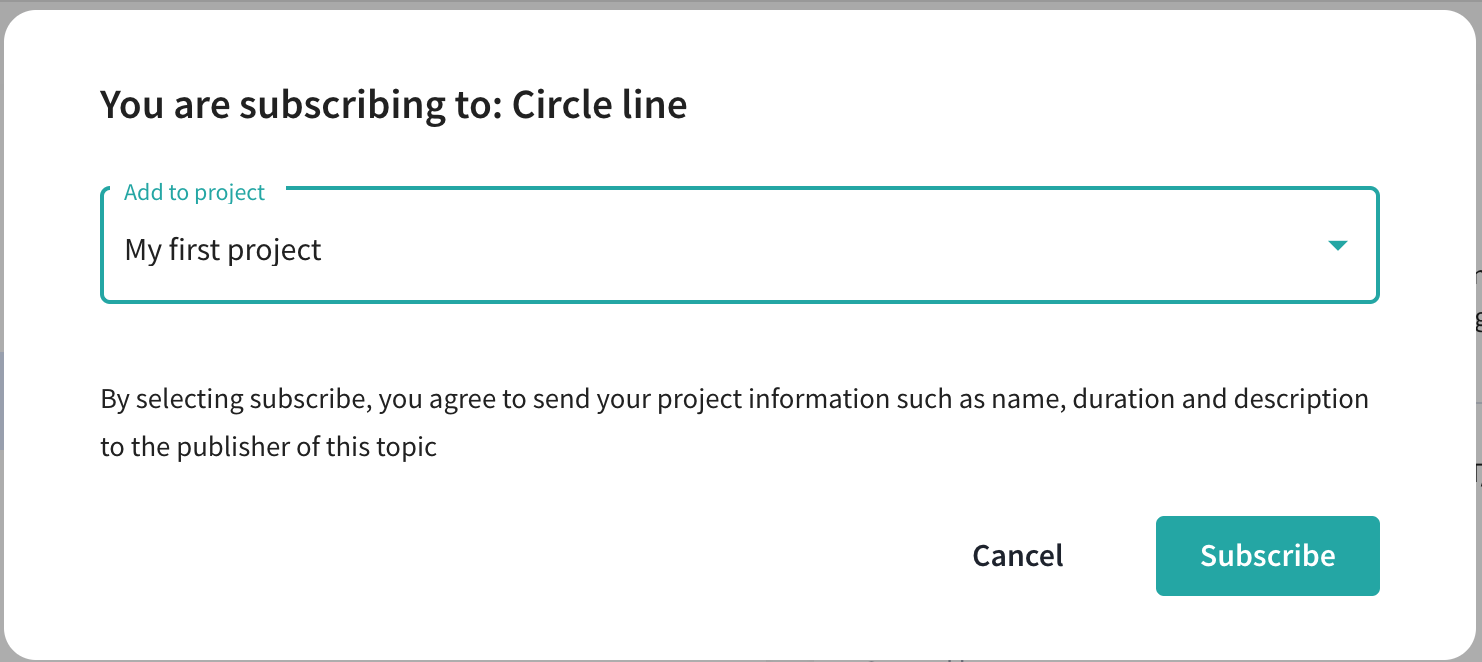 You are subscribing to: Circle line
Add to project
My first project
By selecting subscribe, you agree to send your project information such as name, duration and description
to the publisher of this topic
Cancel
Subscribe